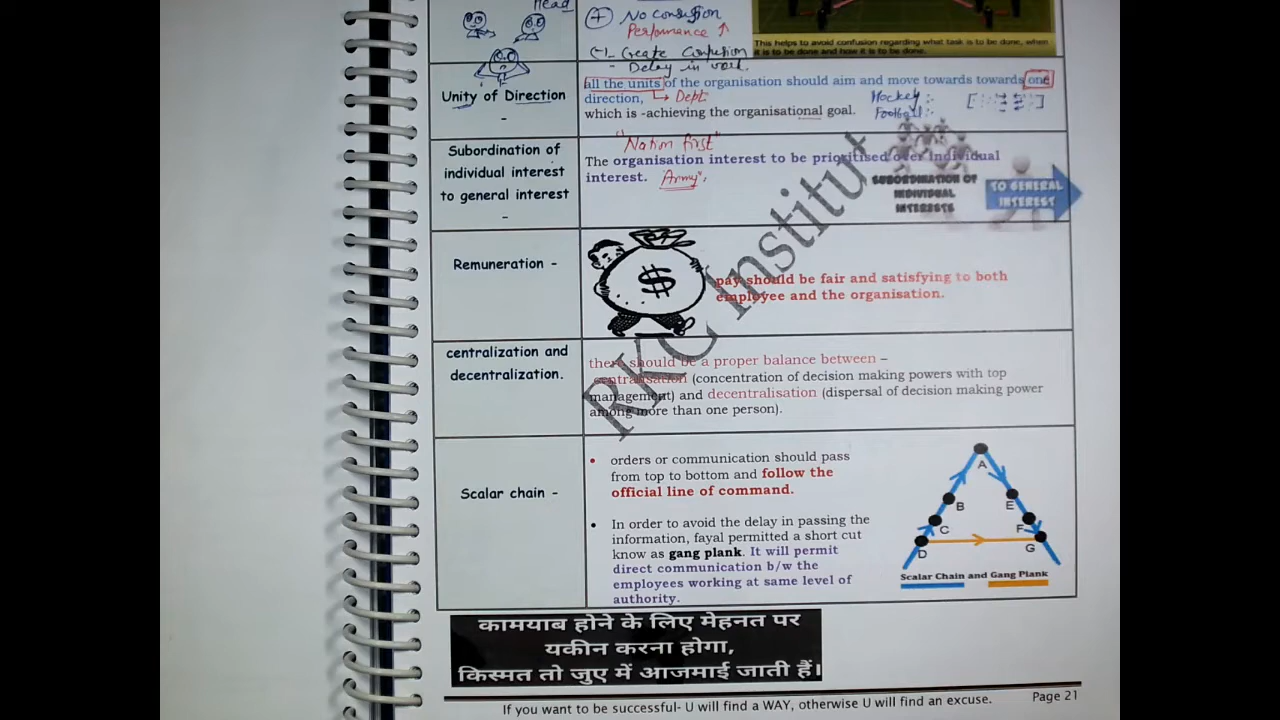 Head
+ No confusion
Performance ↑
(-) Create Confusion
- Delay in work
This helps to avoid confusion regarding what task is to be done, when
it is to be done and how it is to be done.
Unity of Direction
-
all the units of the organisation should aim and move towards towards one
direction, ↳ Dept
which is -achieving the organisational goal.
Hockey :-
Football :-
Subordination of
individual interest
to general interest
-
"Nation first"
The organisation interest to be prioritised over individual
interest. Army
SUBORDINATION OF
INDIVIDUAL
INTERESTS
TO GENERAL
INTEREST
Remuneration -
$
pay should be fair and satisfying to both
employee and the organisation.
centralization and
decentralization.
there should be a proper balance between –
centralisation (concentration of decision making powers with top
management) and decentralisation (dispersal of decision making power
among more than one person).
Scalar chain -
• orders or communication should pass
from top to bottom and follow the
official line of command.
• In order to avoid the delay in passing the
information, fayal permitted a short cut
know as gang plank. It will permit
direct communication b/w the
employees working at same level of
authority.
A
B
E
C
F
D
G
Scalar Chain and Gang Plank
RKC Institut
कामयाब होने के लिए मेहनत पर
यकीन करना होगा,
किस्मत तो जुए में आजमाई जाती हैं।
If you want to be successful- U will find a WAY, otherwise U will find an excuse.
Page 21